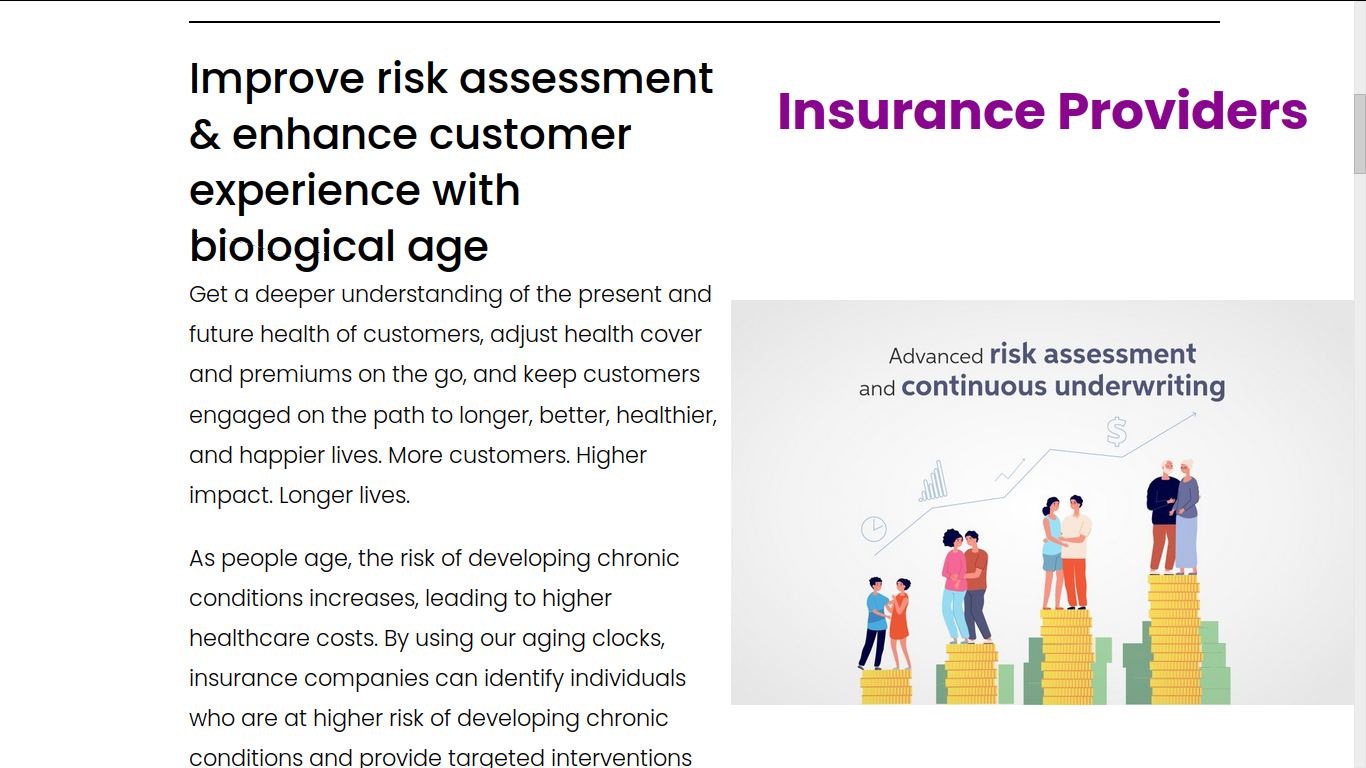 Improve risk assessment
& enhance customer
experience with
biological age
Get a deeper understanding of the present and
future health of customers, adjust health cover
and premiums on the go, and keep customers
engaged on the path to longer, better, healthier,
and happier lives. More customers. Higher
impact. Longer lives.
As people age, the risk of developing chronic
conditions increases, leading to higher
healthcare costs. By using our aging clocks,
insurance companies can identify individuals
who are at higher risk of developing chronic
conditions and provide targeted interventions
Insurance Providers
Advanced risk assessment
and continuous underwriting
$